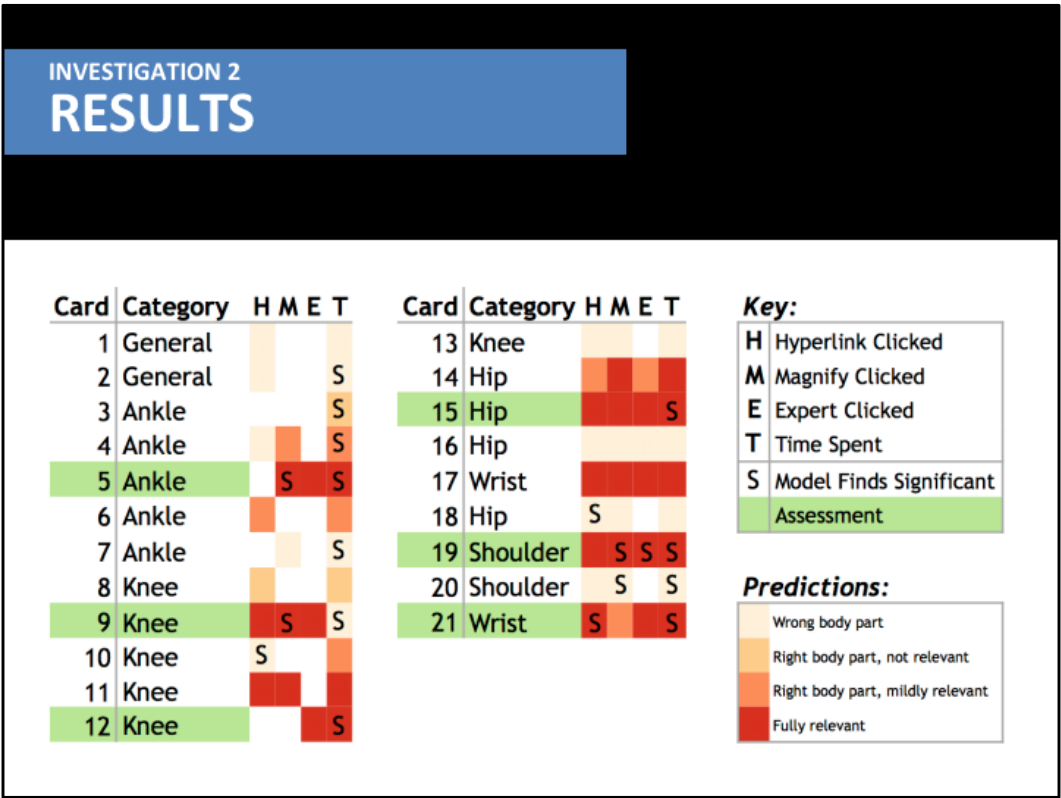 INVESTIGATION 2
RESULTS
Card Category H M E T
1 General
2 General S
3 Ankle S
4 Ankle S
5 Ankle S S
6 Ankle
7 Ankle S
8 Knee
9 Knee S S
10 Knee S
11 Knee
12 Knee S
Card Category H M E T
13 Knee
14 Hip
15 Hip S
16 Hip
17 Wrist
18 Hip S
19 Shoulder S S S
20 Shoulder S S
21 Wrist S S
Key:
H Hyperlink Clicked
M Magnify Clicked
E Expert Clicked
T Time Spent
S Model Finds Significant
Assessment
Predictions:
Wrong body part
Right body part, not relevant
Right body part, mildly relevant
Fully relevant